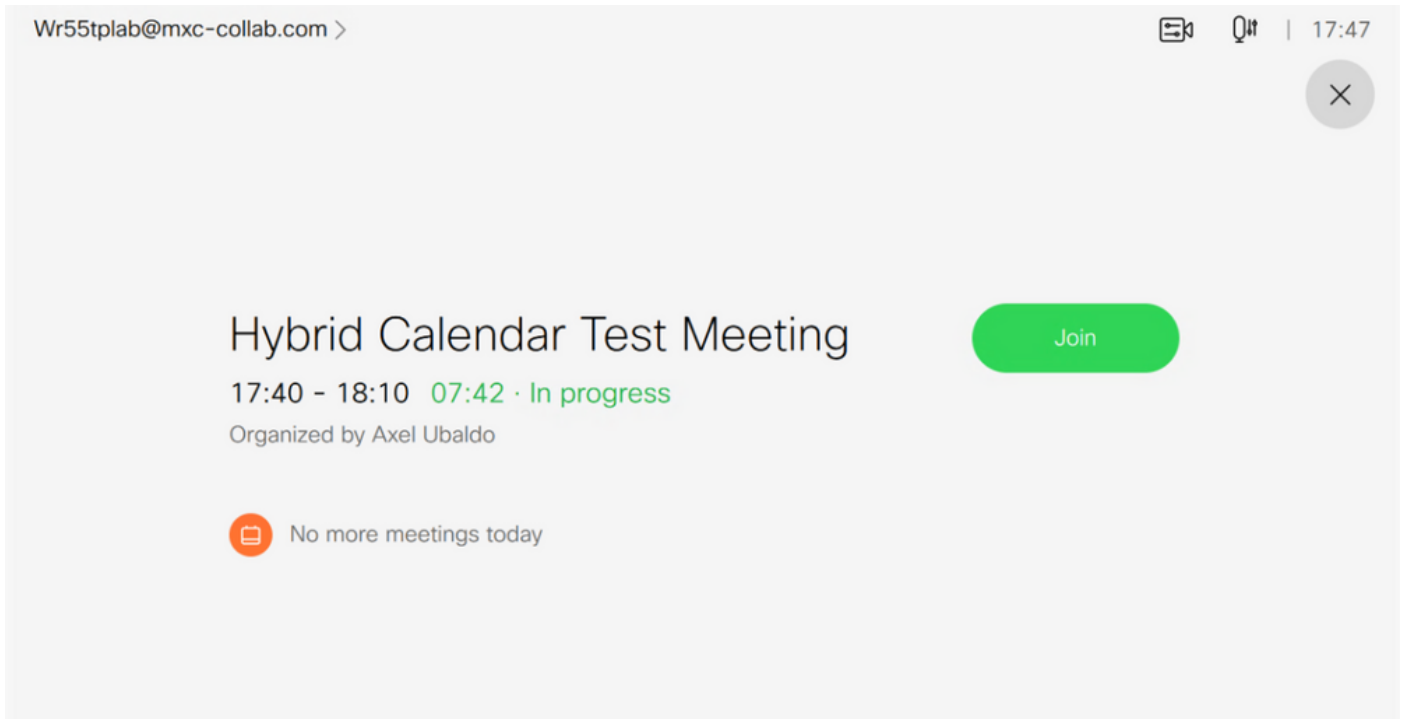 Wr55tplab@mxc-collab.com >
| 17:47
Hybrid Calendar Test Meeting
Join
17:40 - 18:10 07:42 · In progress
Organized by Axel Ubaldo
No more meetings today